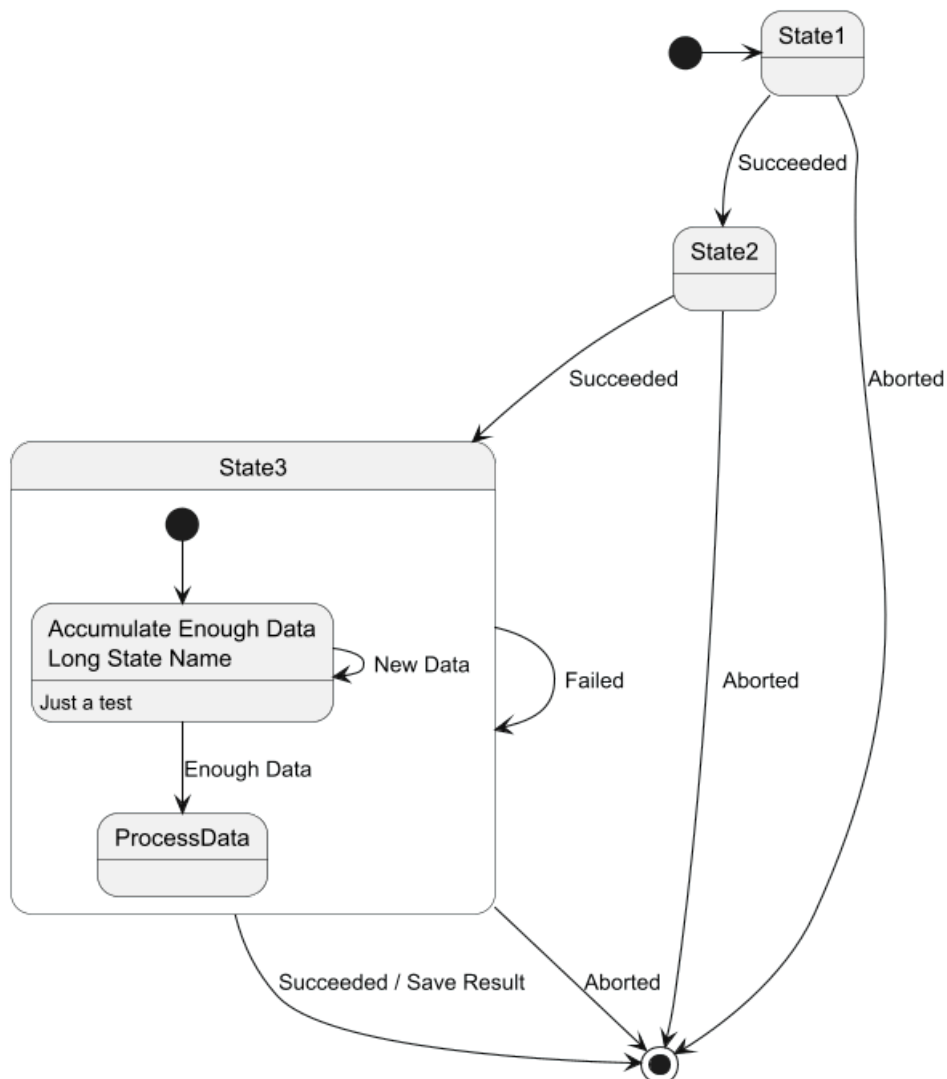 State1
Succeeded
State2
Aborted
Succeeded
State3
Accumulate Enough Data
Long State Name
New Data
Just a test
Failed
Aborted
Enough Data
ProcessData
Succeeded / Save Result
Aborted